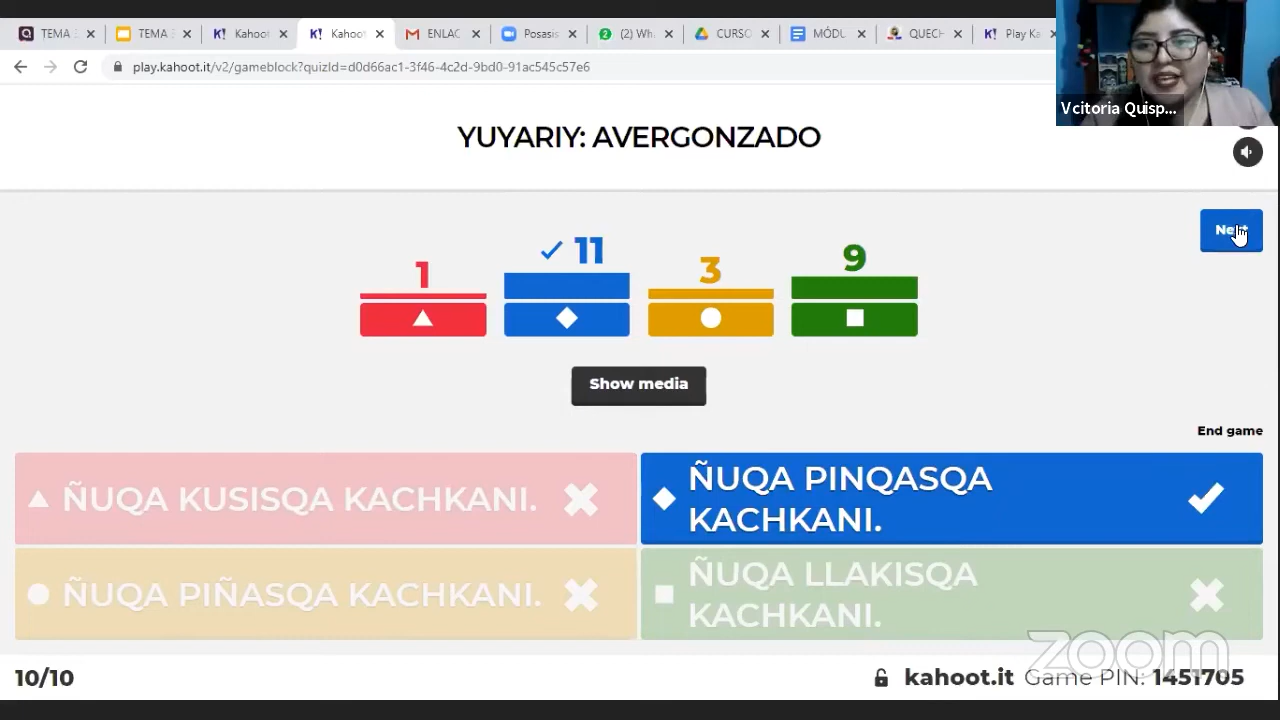 TEMA
TEMA
Kahoot
Kahoot
ENLAC
Posasis
(2) Wh
CURSO
MÓDU
QUECH
Play Ka
play.kahoot.it/v2/gameblock?quizId=d0d66ac1-3f46-4c2d-9bd0-91ac545c57e6
Vcitoria Quisp...
YUYARIY: AVERGONZADO
Next
1
11
3
9
Show media
End game
ÑUQA KUSISQA KACHKANI.
ÑUQA PINQASQA
KACHKANI.
ÑUQA PIÑASQA KACHKANI.
ÑUQA LLAKISQA
KACHKANI.
zoom
10/10
kahoot.it Game PIN: 1451705